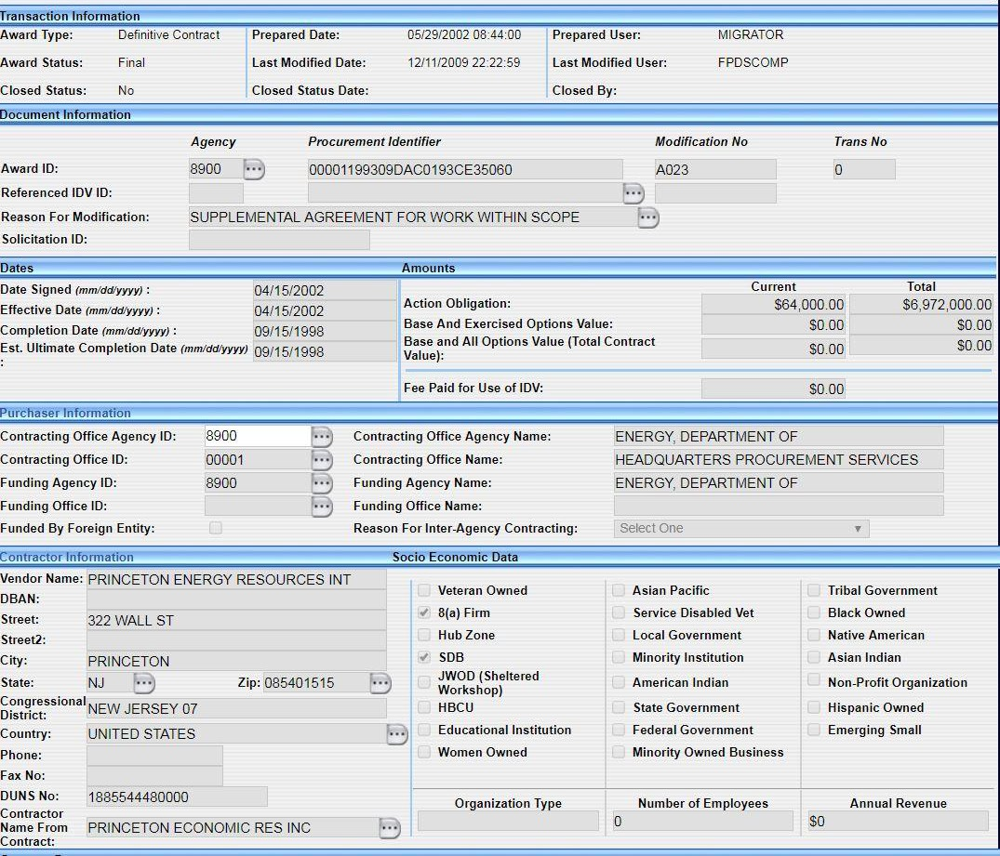 Transaction Information
Award Type: Definitive Contract Prepared Date: 05/29/2002 08:44:00 Prepared User: MIGRATOR
Award Status: Final Last Modified Date: 12/11/2009 22:22:59 Last Modified User: FPDSCOMP
Closed Status: No Closed Status Date: Closed By:
Document Information
Agency Procurement Identifier Modification No Trans No
Award ID: 8900 00001199309DAC0193CE35060 A023 0
Referenced IDV ID:
Reason For Modification: SUPPLEMENTAL AGREEMENT FOR WORK WITHIN SCOPE
Solicitation ID:
Dates Amounts
Current Total
Date Signed (mm/dd/yyyy) : 04/15/2002
Effective Date (mm/dd/yyyy) : 04/15/2002
Completion Date (mm/dd/yyyy) : 09/15/1998
Est. Ultimate Completion Date (mm/dd/yyyy) : 09/15/1998
Action Obligation: $64,000.00 $6,972,000.00
Base And Exercised Options Value: $0.00 $0.00
Base and All Options Value (Total Contract
Value): $0.00 $0.00
Fee Paid for Use of IDV: $0.00
Purchaser Information
Contracting Office Agency ID: 8900 Contracting Office Agency Name: ENERGY, DEPARTMENT OF
Contracting Office ID: 00001 Contracting Office Name: HEADQUARTERS PROCUREMENT SERVICES
Funding Agency ID: 8900 Funding Agency Name: ENERGY, DEPARTMENT OF
Funding Office ID: Funding Office Name:
Funded By Foreign Entity: Reason For Inter-Agency Contracting: Select One
Contractor Information Socio Economic Data
Vendor Name: PRINCETON ENERGY RESOURCES INT
DBAN:
Street: 322 WALL ST
Street2:
City: PRINCETON
State: NJ Zip: 085401515
Congressional
District: NEW JERSEY 07
Country: UNITED STATES
Phone:
Fax No:
DUNS No: 1885544480000
Contractor
Name From
Contract: PRINCETON ECONOMIC RES INC
Veteran Owned Asian Pacific Tribal Government
8(a) Firm Service Disabled Vet Black Owned
Hub Zone Local Government Native American
SDB Minority Institution Asian Indian
JWOD (Sheltered
Workshop) American Indian Non-Profit Organization
HBCU State Government Hispanic Owned
Educational Institution Federal Government Emerging Small
Women Owned Minority Owned Business
Organization Type Number of Employees Annual Revenue
0 $0